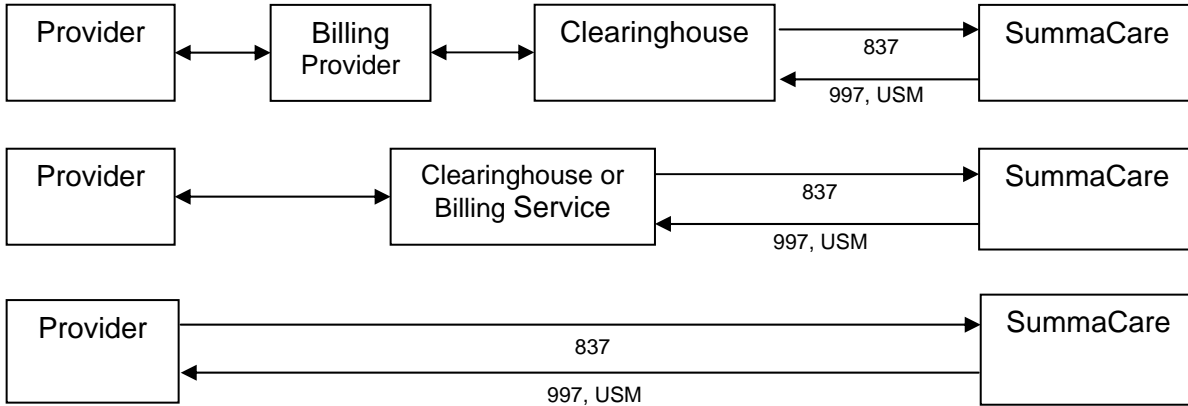 Provider
Billing
Provider
Clearinghouse
837
997, USM
SummaCare
Provider
Clearinghouse or
Billing Service
837
997, USM
SummaCare
Provider
837
997, USM
SummaCare